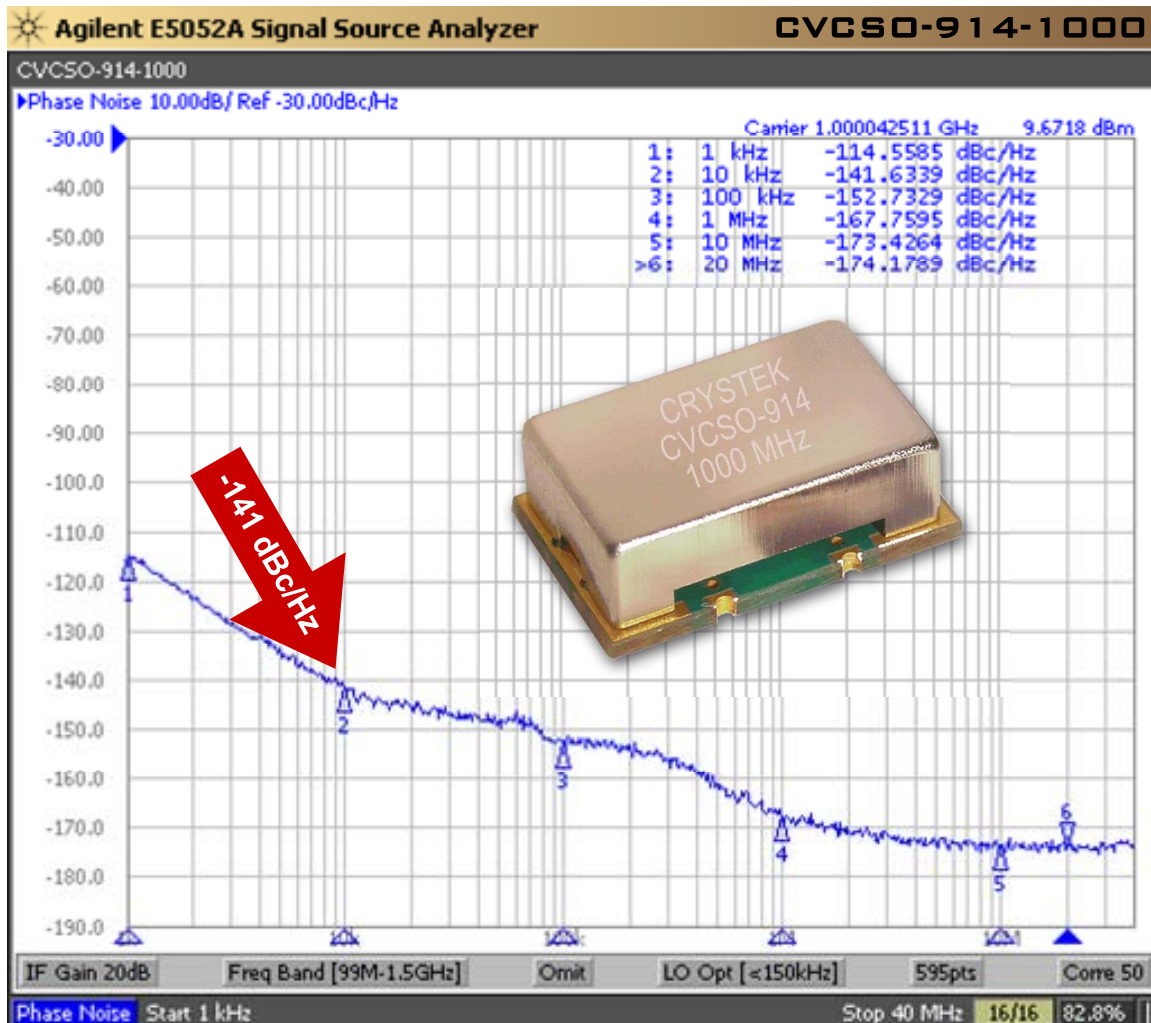 Agilent E5052A Signal Source Analyzer
CVCSO-914-1000
CVCSO-914-1000
Phase Noise 10.00dB/ Ref -30.00dBc/Hz
Carrier 1.000042511 GHz 9.6718 dBm
1: 1 kHz -114.5585 dBc/Hz
2: 10 kHz -141.6339 dBc/Hz
3: 100 kHz -152.7329 dBc/Hz
4: 1 MHz -167.7595 dBc/Hz
5: 10 MHz -173.4264 dBc/Hz
>6: 20 MHz -174.1789 dBc/Hz
-30.00
-40.00
-50.00
-60.00
-70.00
-80.00
-90.00
-100.0
-110.0
-120.0
-130.0
-140.0
-150.0
-160.0
-170.0
-180.0
-190.0
CRYSTEK
CVCSO-914
1000 MHz
-141 dBc/Hz
1
2
3
4
5
6
IF Gain 20dB Freq Band [99M-1.5GHz] Omit LO Opt [<150kHz] 595pts Corre 50
Phase Noise Start 1 kHz Stop 40 MHz 16/16 82.8%